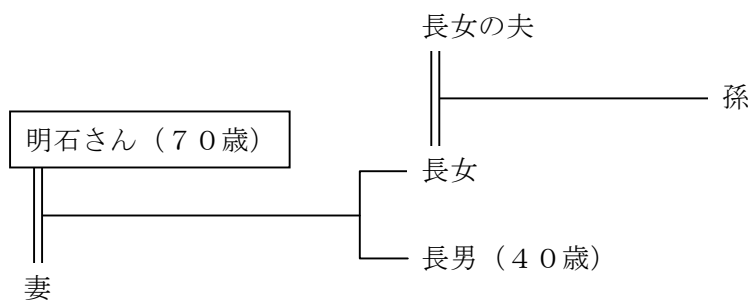 長女の夫
孫
明石さん（７０歳）
長女
長男（４０歳）
妻